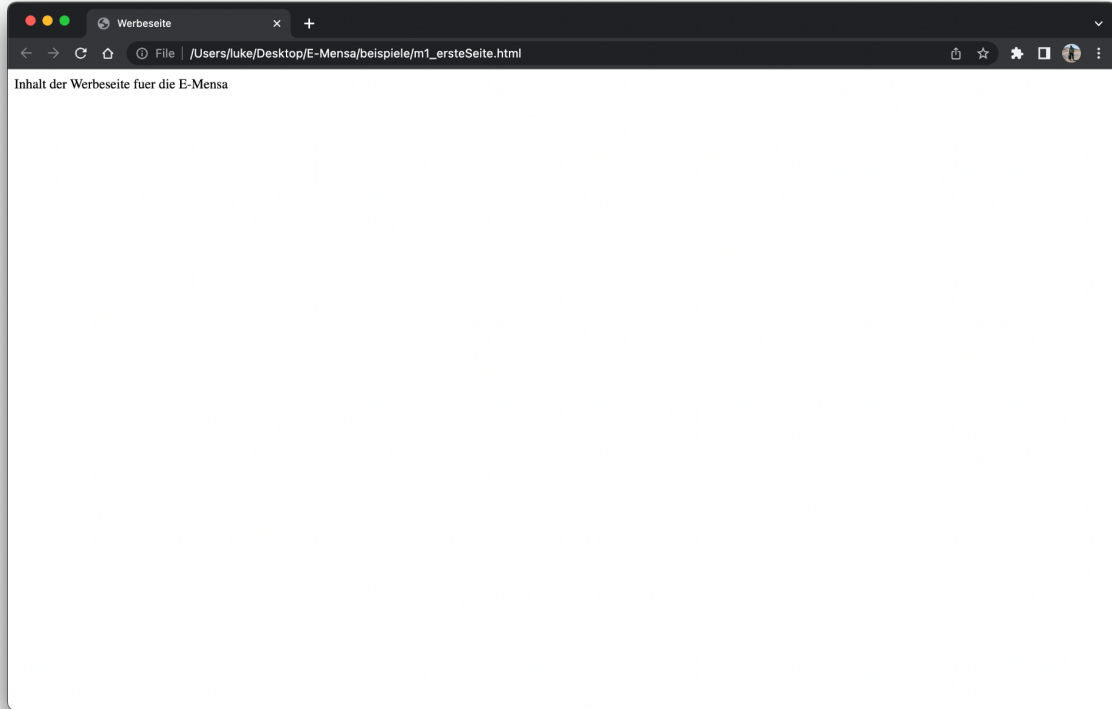 Werbeseite
File /Users/luke/Desktop/E-Mensa/beispiele/m1_ersteSeite.html
Inhalt der Werbeseite fuer die E-Mensa